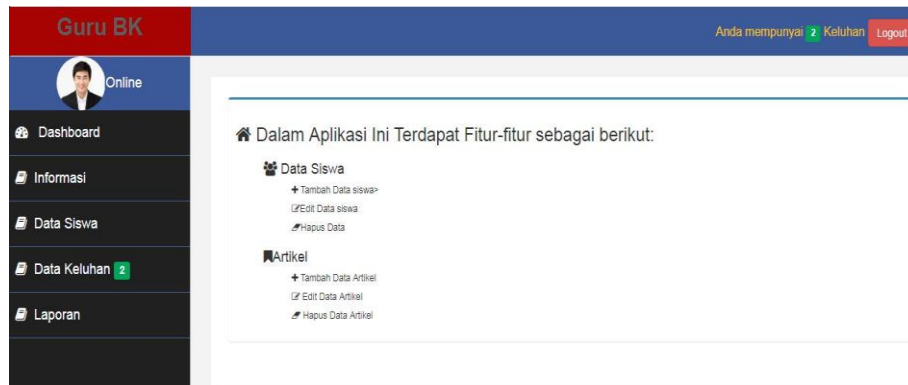 Guru BK
Anda mempunyai 2 Keluhan Logout
Online
Dashboard
Informasi
Data Siswa
Data Keluhan 2
Laporan
Dalam Aplikasi Ini Terdapat Fitur-fitur sebagai berikut:
Data Siswa
Tambah Data siswa>
Edit Data siswa
Hapus Data
Artikel
Tambah Data Artikel
Edit Data Artikel
Hapus Data Artikel